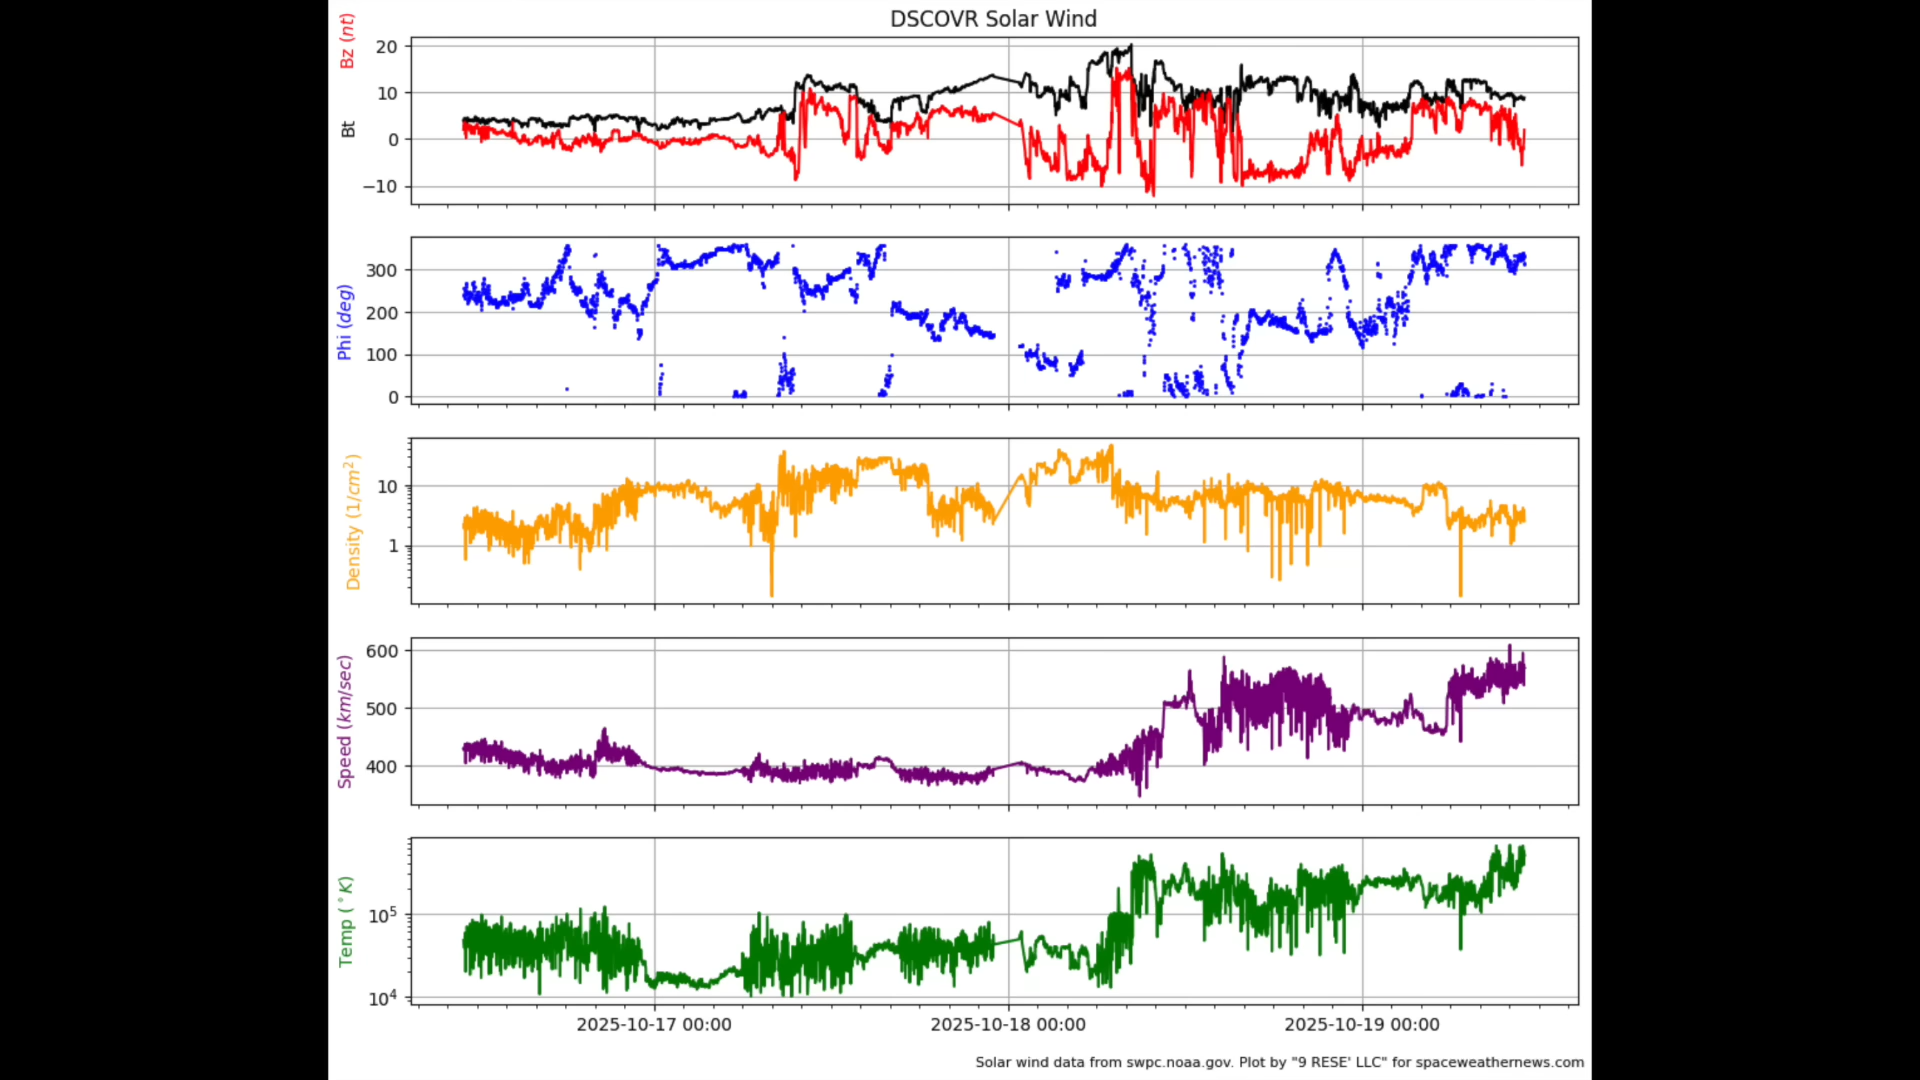 DSCOVR Solar Wind
Bt Bz (nt)
20
10
0
−10
Phi (deg)
300
200
100
0
Density (1/cm²)
10
1
Speed (km/sec)
600
500
400
Temp (°K)
10⁵
10⁴
2025-10-17 00:00 2025-10-18 00:00 2025-10-19 00:00
Solar wind data from swpc.noaa.gov. Plot by "9 RESE' LLC" for spaceweathernews.com